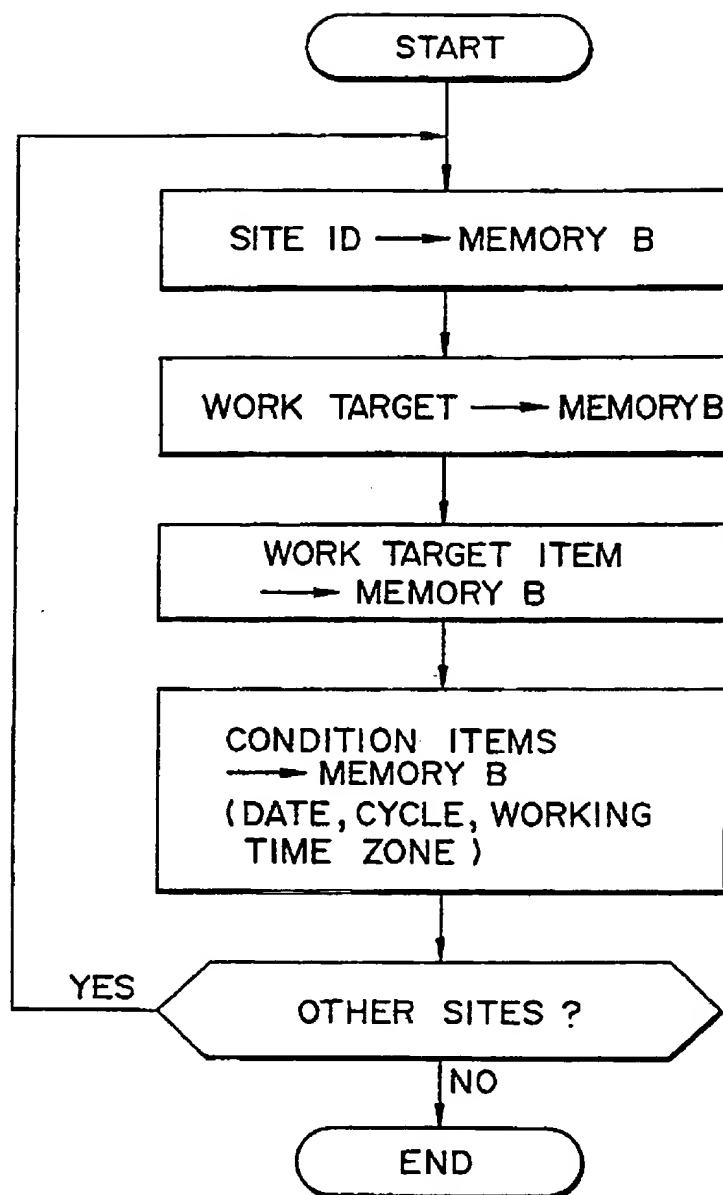 START
SITE ID → MEMORY B
WORK TARGET → MEMORY B
WORK TARGET ITEM
→ MEMORY B
CONDITION ITEMS
→ MEMORY B
(DATE, CYCLE, WORKING
TIME ZONE)
YES
OTHER SITES ?
NO
END